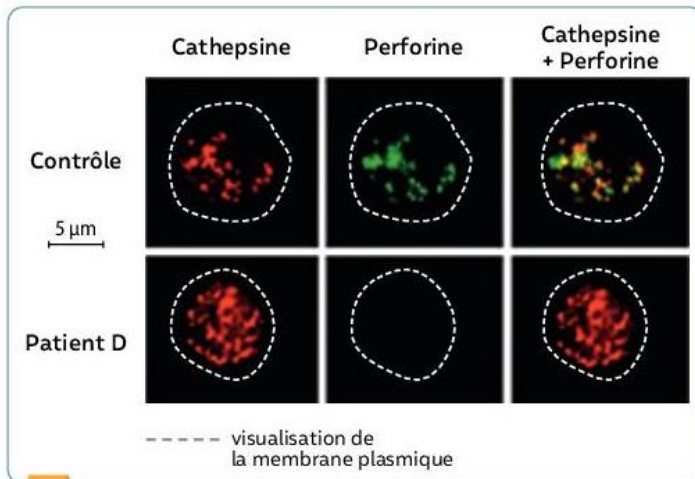 Cathepsine
Perforine
Cathepsine
+ Perforine
Contrôle
5 µm
Patient D
visualisation de
la membrane plasmique